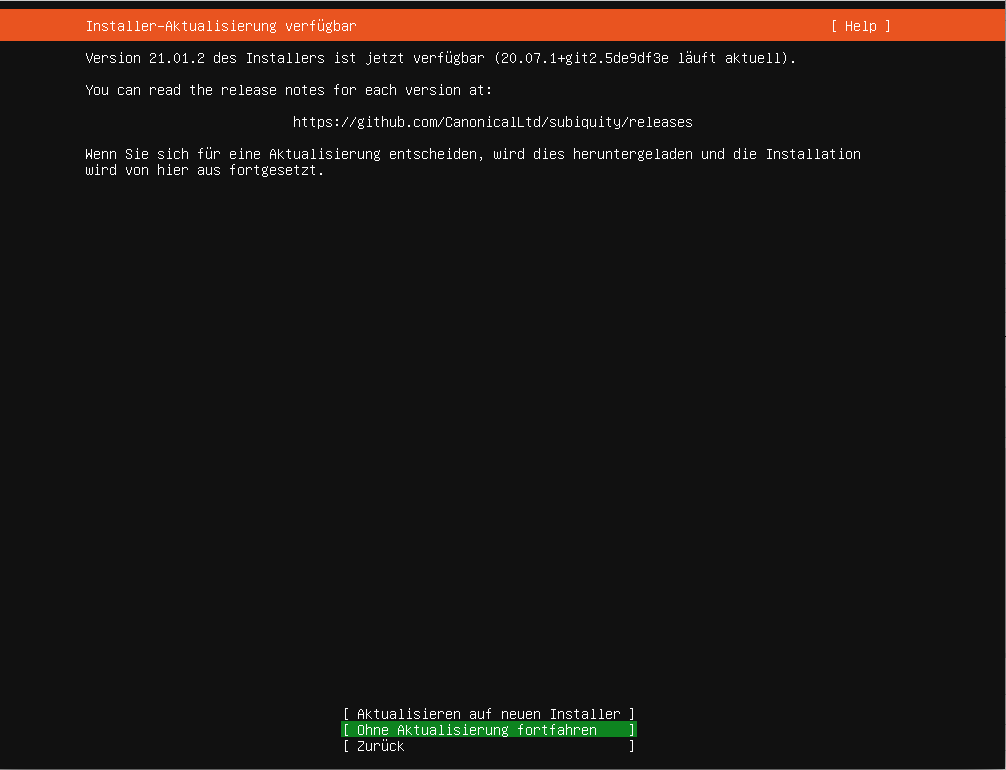 Installer-Aktualisierung verfügbar [ Help ]
Version 21.01.2 des Installers ist jetzt verfügbar (20.07.1+git2.5de9df3e läuft aktuell).
You can read the release notes for each version at:
https://github.com/CanonicalLtd/subiquity/releases
Wenn Sie sich für eine Aktualisierung entscheiden, wird dies heruntergeladen und die Installation
wird von hier aus fortgesetzt.
[ Aktualisieren auf neuen Installer ]
[ Ohne Aktualisierung fortfahren ]
[ Zurück ]